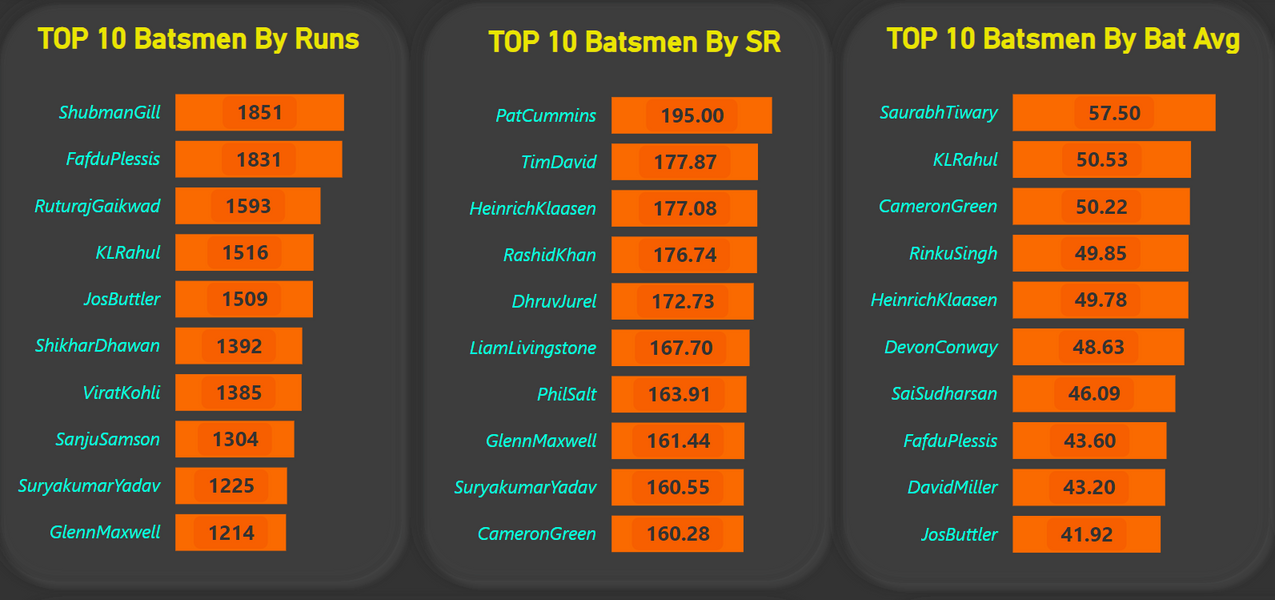 TOP 10 Batsmen By Runs
ShubmanGill 1851
FafduPlessis 1831
RuturajGaikwad 1593
KLRahul 1516
JosButtler 1509
ShikharDhawan 1392
ViratKohli 1385
SanjuSamson 1304
SuryakumarYadav 1225
GlennMaxwell 1214
TOP 10 Batsmen By SR
PatCummins 195.00
TimDavid 177.87
HeinrichKlaasen 177.08
RashidKhan 176.74
DhruvJurel 172.73
LiamLivingstone 167.70
PhilSalt 163.91
GlennMaxwell 161.44
SuryakumarYadav 160.55
CameronGreen 160.28
TOP 10 Batsmen By Bat Avg
SaurabhTiwary 57.50
KLRahul 50.53
CameronGreen 50.22
RinkuSingh 49.85
HeinrichKlaasen 49.78
DevonConway 48.63
SaiSudharsan 46.09
FafduPlessis 43.60
DavidMiller 43.20
JosButtler 41.92